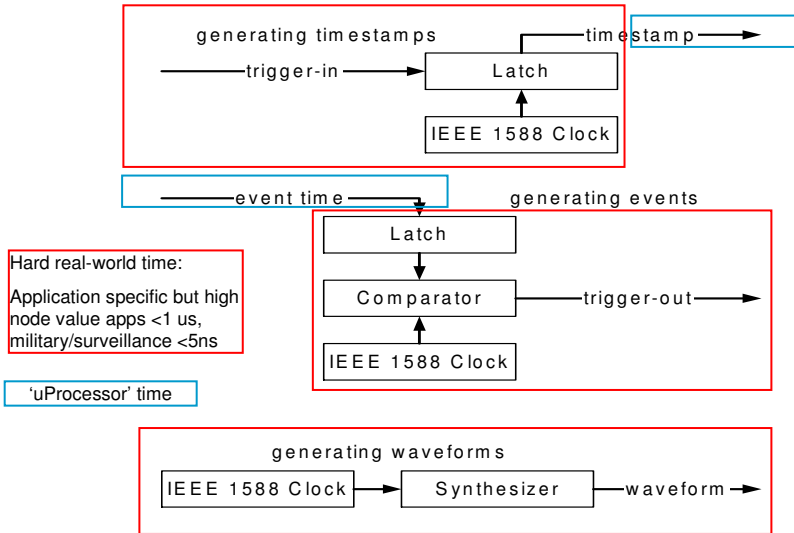 generating timestamps
timestamp
trigger-in
Latch
IEEE 1588 Clock
event time
generating events
Latch
Hard real-world time:
Application specific but high
node value apps <1 us,
military/surveillance <5ns
Comparator
trigger-out
IEEE 1588 Clock
'uProcessor' time
generating waveforms
IEEE 1588 Clock
Synthesizer
waveform